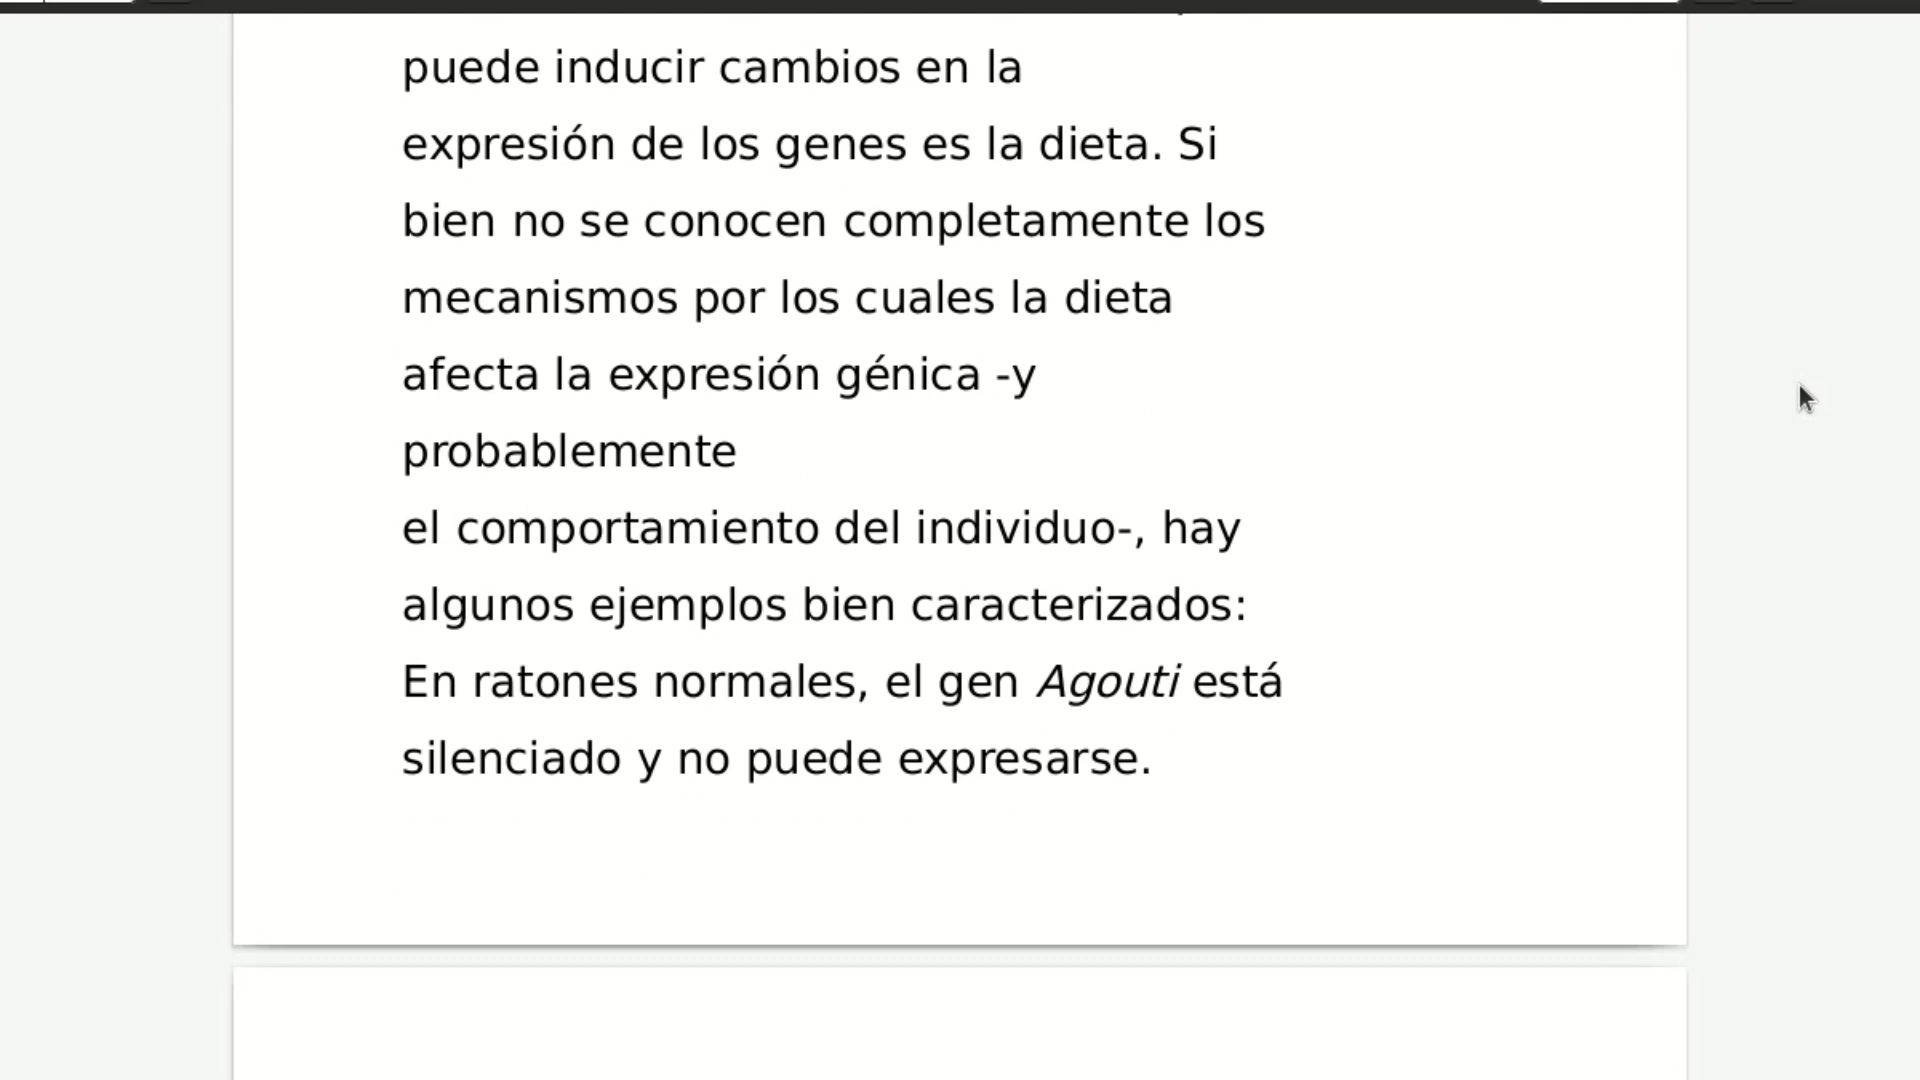 puede inducir cambios en la
expresión de los genes es la dieta. Si
bien no se conocen completamente los
mecanismos por los cuales la dieta
afecta la expresión génica -y
probablemente
el comportamiento del individuo-, hay
algunos ejemplos bien caracterizados:
En ratones normales, el gen Agouti está
silenciado y no puede expresarse.